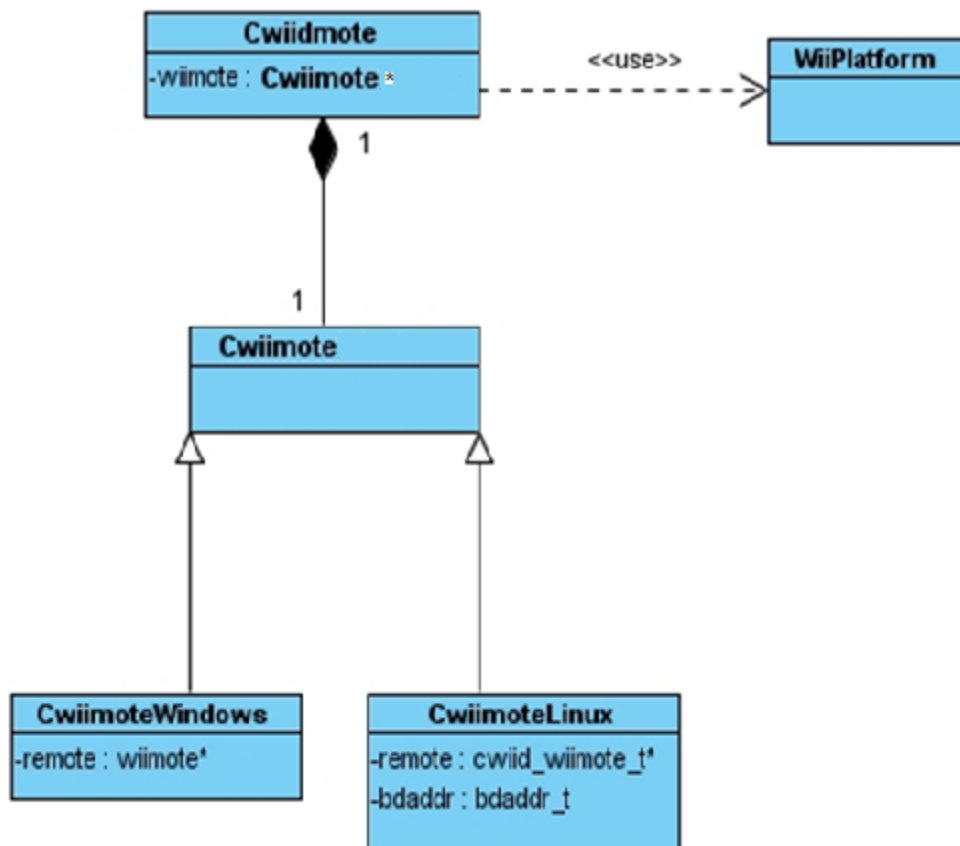 Cwiidmote
-wiimote : Cwiimote *
<<use>>
WiiPlatform
1
1
Cwiimote
CwiimoteWindows
-remote : wiimote*
CwiimoteLinux
-remote : cwiid_wiimote_t*
-bdaddr : bdaddr_t